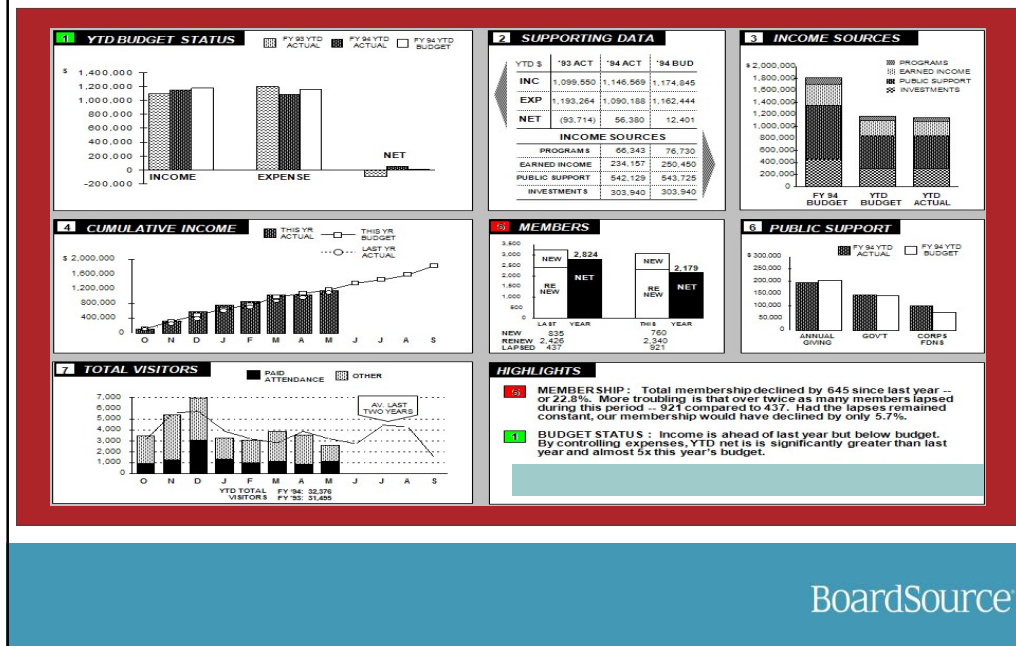 1 YTD BUDGET STATUS
FY 93 YTD ACTUAL
FY 94 YTD ACTUAL
FY 94 YTD BUDGET
$ 1,400,000
1,200,000
1,000,000
800,000
600,000
400,000
200,000
0
-200,000
INCOME EXPENSE NET
2 SUPPORTING DATA
YTD $ '93 ACT '94 ACT '94 BUD
INC 1,099,550 1,146,569 1,174,845
EXP 1,193,264 1,090,188 1,162,444
NET (93,714) 56,380 12,401
INCOME SOURCES
PROGRAMS 66,343 76,730
EARNED INCOME 234,157 250,450
PUBLIC SUPPORT 542,129 543,725
INVESTMENTS 303,940 303,940
3 INCOME SOURCES
PROGRAMS
EARNED INCOME
PUBLIC SUPPORT
INVESTMENTS
$ 2,000,000
1,800,000
1,600,000
1,400,000
1,200,000
1,000,000
800,000
600,000
400,000
200,000
0
FY 94 BUDGET
YTD BUDGET
YTD ACTUAL
4 CUMULATIVE INCOME
THIS YR ACTUAL
THIS YR BUDGET
LAST YR ACTUAL
$ 2,000,000
1,600,000
1,200,000
800,000
400,000
0
O N D J F M A M J J A S
5 MEMBERS
3,500
3,000
2,500
2,000
1,500
1,000
500
0
NEW 2,824
RE NEW
NET
NEW 2,179
RE NEW
NET
LAST YEAR THIS YEAR
NEW 835 760
RENEW 2,426 2,340
LAPSED 437 921
6 PUBLIC SUPPORT
FY 94 YTD ACTUAL
FY 94 YTD BUDGET
$ 300,000
250,000
200,000
150,000
100,000
50,000
0
ANNUAL GIVING
GOV'T
CORPS FDNS
7 TOTAL VISITORS
PAID ATTENDANCE
OTHER
AV. LAST TWO YEARS
7,000
6,000
5,000
4,000
3,000
2,000
1,000
0
O N D J F M A M J J A S
YTD TOTAL FY '94: 32,376
VISITORS FY '93: 31,495
HIGHLIGHTS
5 MEMBERSHIP : Total membership declined by 645 since last year --
or 22.8%. More troubling is that over twice as many members lapsed
during this period -- 921 compared to 437. Had the lapses remained
constant, our membership would have declined by only 5.7%.
1 BUDGET STATUS : Income is ahead of last year but below budget.
By controlling expenses, YTD net is is significantly greater than last
year and almost 5x this year's budget.
BoardSource